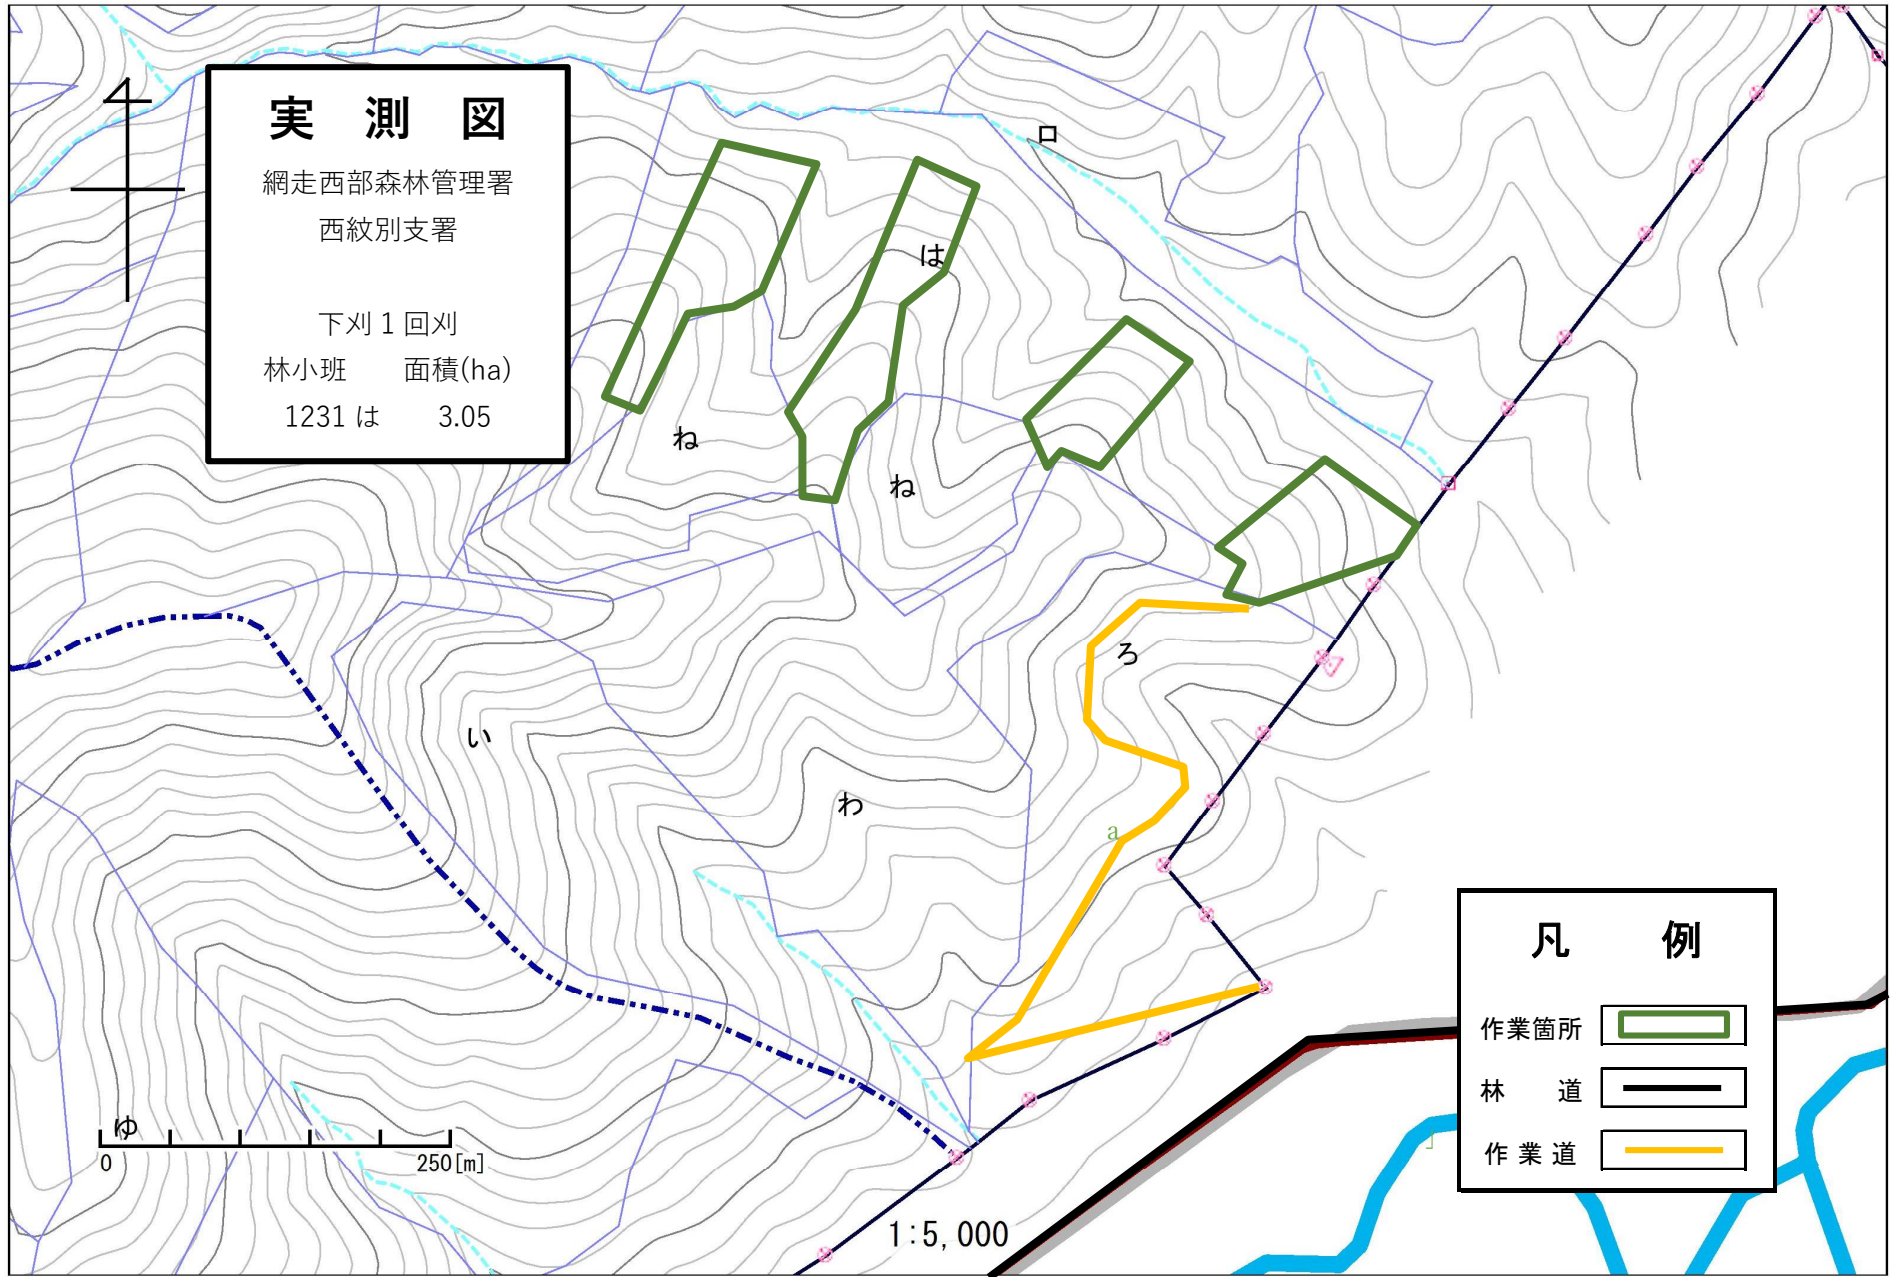 実 測 図
網走西部森林管理署
西紋別支署
下刈1回刈
林小班 面積(ha)
1231 は 3.05
ロ
は
ね
ね
ろ
い
わ
a
ゆ
0 250[m]
1:5,000
凡 例
作業箇所
林 道
作 業 道